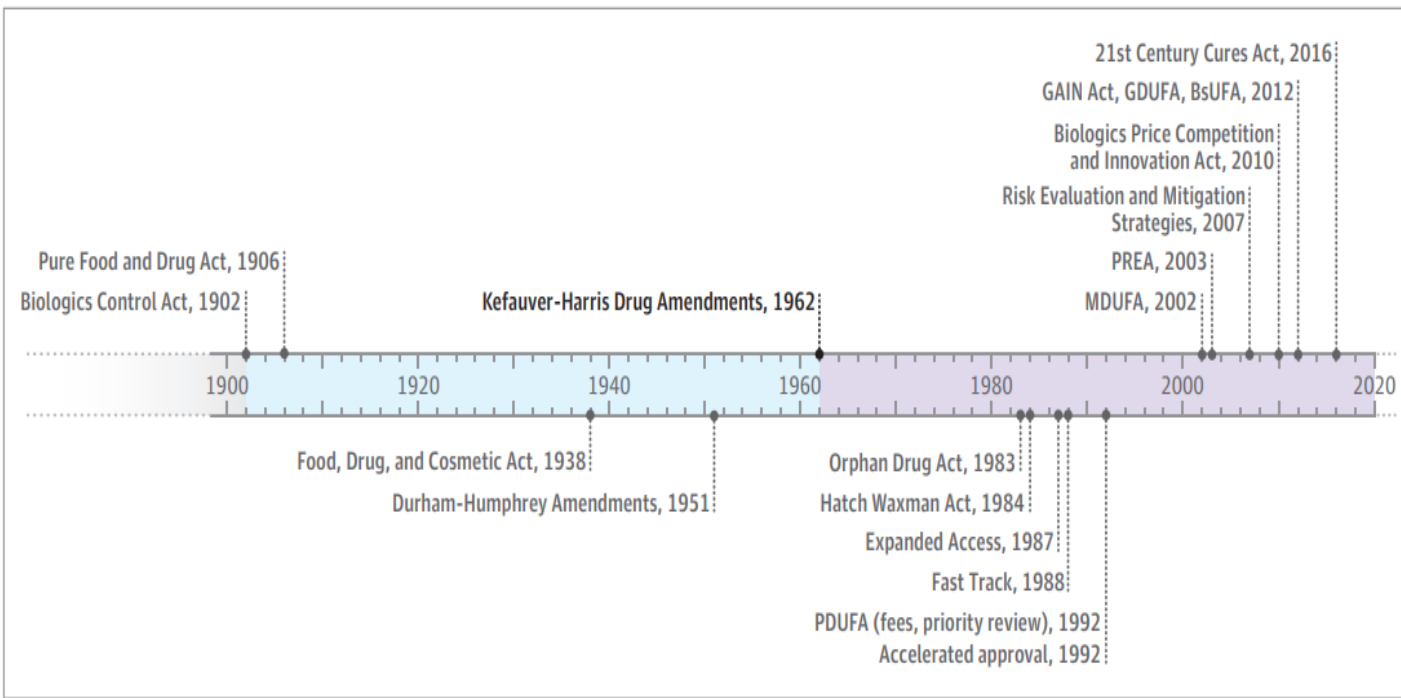 21st Century Cures Act, 2016
GAIN Act, GDUFA, BsUFA, 2012
Biologics Price Competition
and Innovation Act, 2010
Risk Evaluation and Mitigation
Strategies, 2007
Pure Food and Drug Act, 1906
PREA, 2003
Biologics Control Act, 1902
Kefauver-Harris Drug Amendments, 1962
MDUFA, 2002
1900 1920 1940 1960 1980 2000 2020
Food, Drug, and Cosmetic Act, 1938
Orphan Drug Act, 1983
Durham-Humphrey Amendments, 1951
Hatch Waxman Act, 1984
Expanded Access, 1987
Fast Track, 1988
PDUFA (fees, priority review), 1992
Accelerated approval, 1992